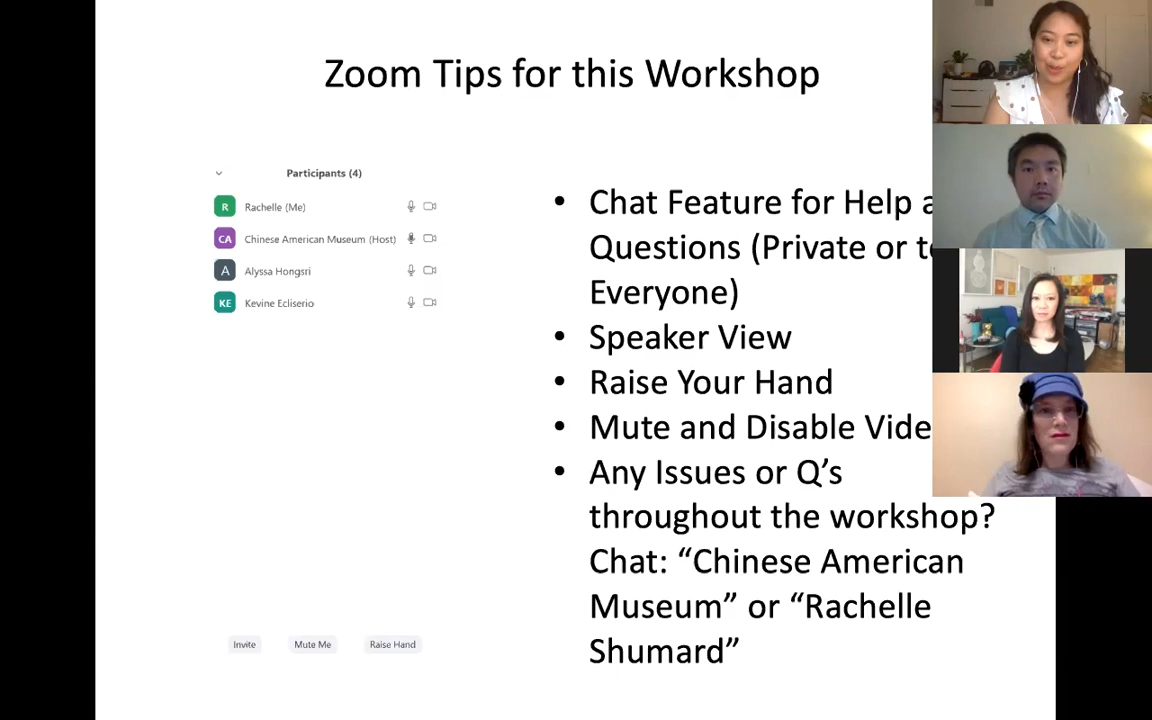 Zoom Tips for this Workshop
Participants (4)
R Rachelle (Me)
CA Chinese American Museum (Host)
A Alyssa Hongsri
KE Kevine Ecliserio
Invite Mute Me Raise Hand
• Chat Feature for Help
Questions (Private or
Everyone)
• Speaker View
• Raise Your Hand
• Mute and Disable
• Any Issues or Q’s
throughout the workshop?
Chat: “Chinese American
Museum” or “Rachelle
Shumard”